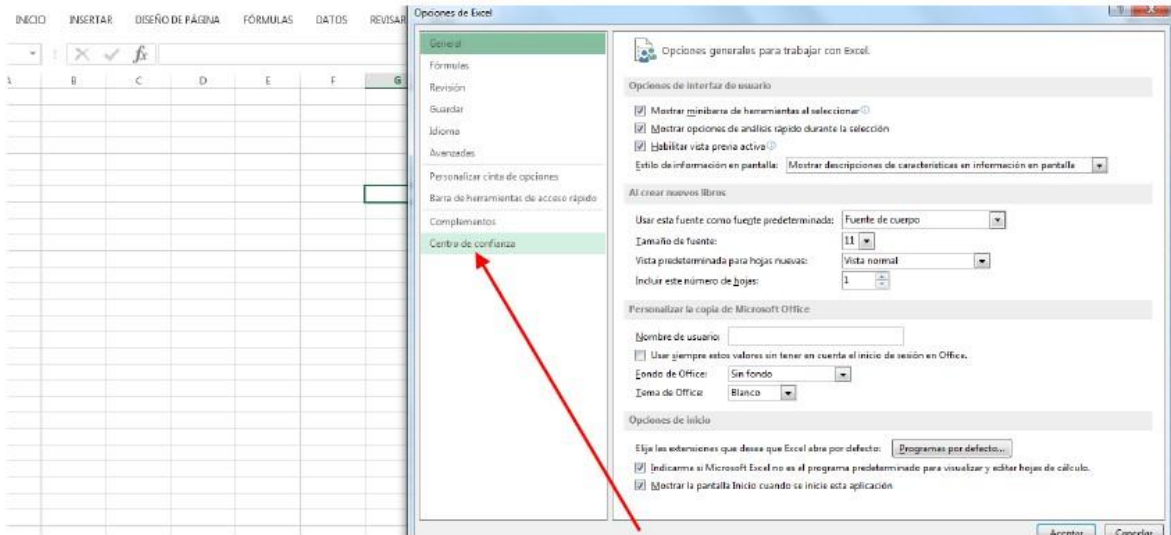 INICIO INSERTAR DISEÑO DE PÁGINA FÓRMULAS DATOS REVISAR
Opciones de Excel
fx
B C D E F G
General
Fórmulas
Revisión
Guardar
Idioma
Avanzadas
Personalizar cinta de opciones
Barra de herramientas de acceso rápido
Complementos
Centro de confianza
Opciones generales para trabajar con Excel.
Opciones de interfaz de usuario
Mostrar minibarra de herramientas al seleccionar
Mostrar opciones de análisis rápido durante la selección
Habilitar vista previa activa
Estilo de información en pantalla: Mostrar descripciones de características en información en pantalla
Al crear nuevos libros
Usar esta fuente como fuente predeterminada: Fuente de cuerpo
Tamaño de fuente: 11
Vista predeterminada para hojas nuevas: Vista normal
Incluir este número de hojas: 1
Personalizar la copia de Microsoft Office
Nombre de usuario:
Usar siempre estos valores sin tener en cuenta el inicio de sesión en Office.
Fondo de Office: Sin fondo
Tema de Office: Blanco
Opciones de inicio
Elija las extensiones que desea que Excel abra por defecto: Programas por defecto...
Indicarme si Microsoft Excel no es el programa predeterminado para visualizar y editar hojas de cálculo.
Mostrar la pantalla Inicio cuando se inicie esta aplicación
Aceptar Cancelar